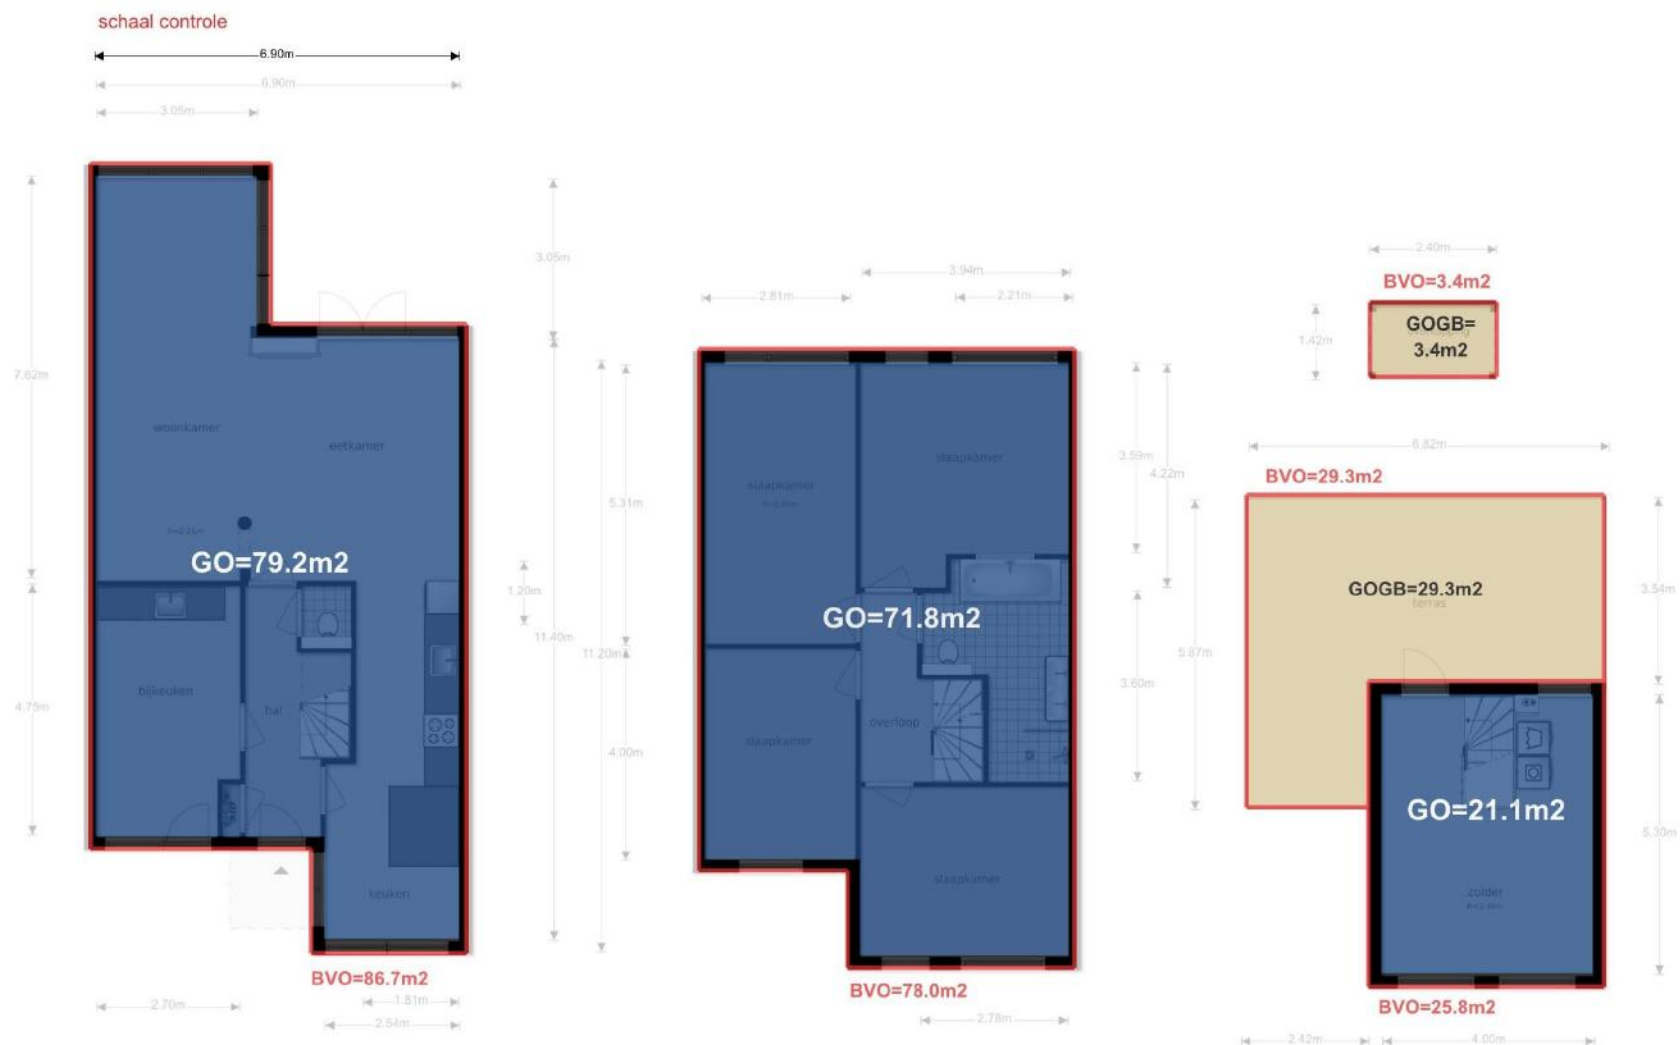 schaal controle
6.90m
6.90m
3.05m
7.62m
4.75m
woonkamer
eetkamer
GO=79.2m2
bijkeuken
hal
keuken
BVO=86.7m2
2.70m
1.81m
2.54m
3.05m
1.20m
11.40m
3.94m
2.81m
2.21m
11.20m
5.31m
4.00m
slaapkamer
slaapkamer
GO=71.8m2
slaapkamer
overloop
slaapkamer
BVO=78.0m2
2.78m
3.59m
4.22m
3.60m
2.40m
BVO=3.4m2
1.42m
GOGB=
3.4m2
6.82m
BVO=29.3m2
5.87m
GOGB=29.3m2
terras
3.54m
GO=21.1m2
5.30m
zolder
BVO=25.8m2
2.42m
4.00m